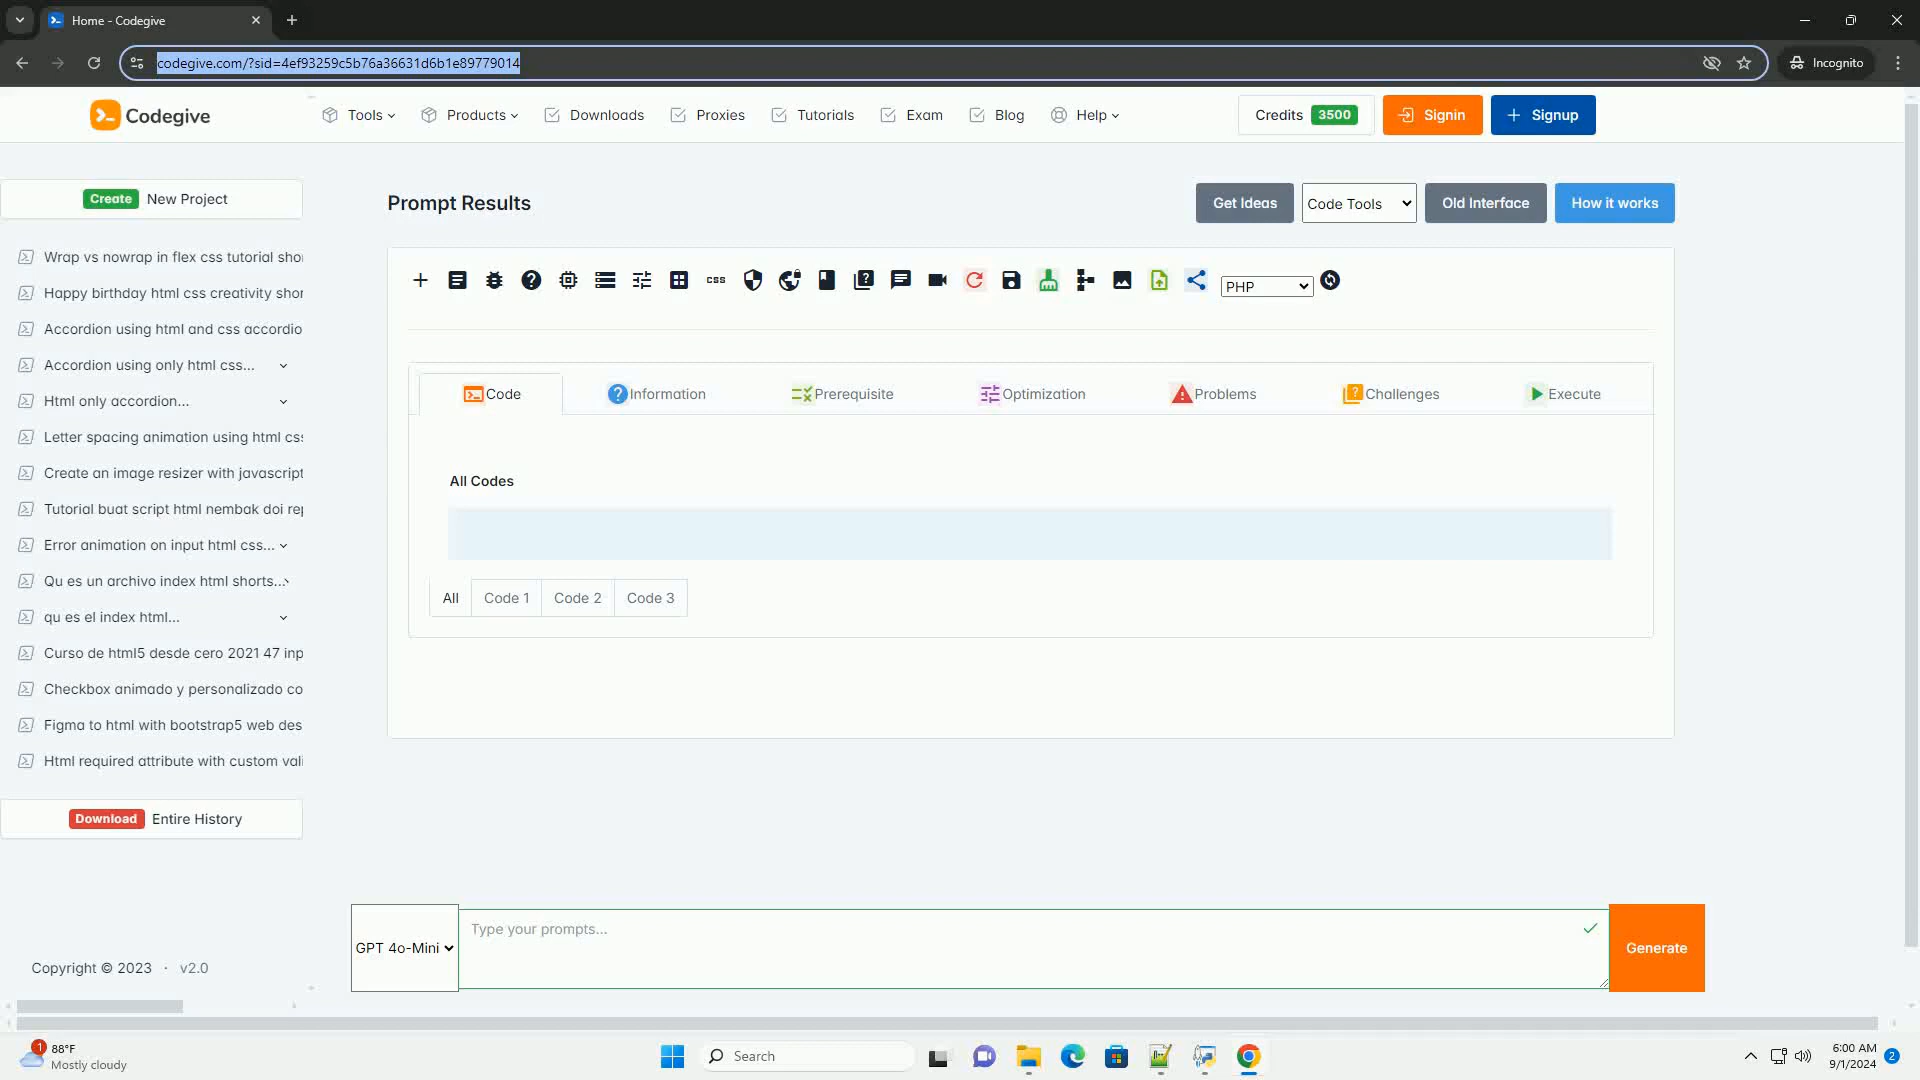 Home - Codegive
codegive.com/?sid=4ef93259c5b76a36631d6b1e89779014
Incognito
Codegive
Tools
Products
Downloads
Proxies
Tutorials
Exam
Blog
Help
Credits 3500
Signin
Signup
Create New Project
Wrap vs nowrap in flex css tutorial shor
Happy birthday html css creativity shor
Accordion using html and css accordio
Accordion using only html css...
Html only accordion...
Letter spacing animation using html css
Create an image resizer with javascript
Tutorial buat script html nembak doi rep
Error animation on input html css...
Qu es un archivo index html shorts...
qu es el index html...
Curso de html5 desde cero 2021 47 inp
Checkbox animado y personalizado co
Figma to html with bootstrap5 web des
Html required attribute with custom vali
Download Entire History
Copyright © 2023 · v2.0
Prompt Results
Get Ideas
Code Tools
Old Interface
How it works
css
PHP
Code
Information
Prerequisite
Optimization
Problems
Challenges
Execute
All Codes
All
Code 1
Code 2
Code 3
GPT 4o-Mini
Type your prompts...
Generate
1
88°F
Mostly cloudy
Search
6:00 AM
9/1/2024
2